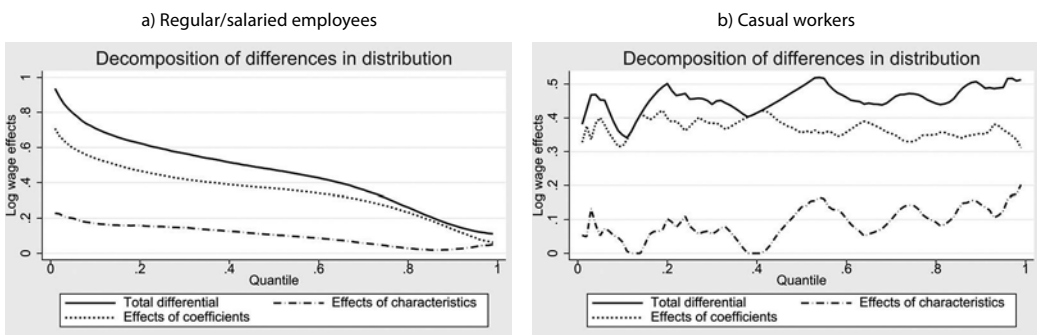 a) Regular/salaried employees
Decomposition of differences in distribution
Log wage effects
1
.8
.6
.4
.2
0
0
.2
.4
.6
.8
1
Quantile
Total differential
Effects of characteristics
Effects of coefficients
b) Casual workers
Decomposition of differences in distribution
Log wage effects
.5
.4
.3
.2
.1
0
0
.2
.4
.6
.8
1
Quantile
Total differential
Effects of characteristics
Effects of coefficients